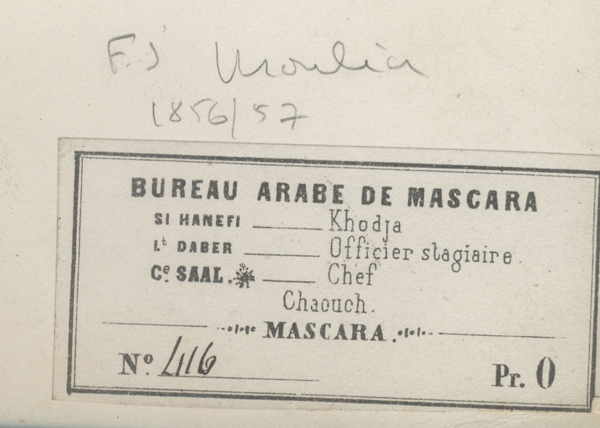 F. J Moulin
1856/57
BUREAU ARABE DE MASCARA
SI HANEFI Khodja
Lt DABER Officier stagiaire.
Ce SAAL. Chef
Chaouch.
MASCARA.
No 416 Pr. O